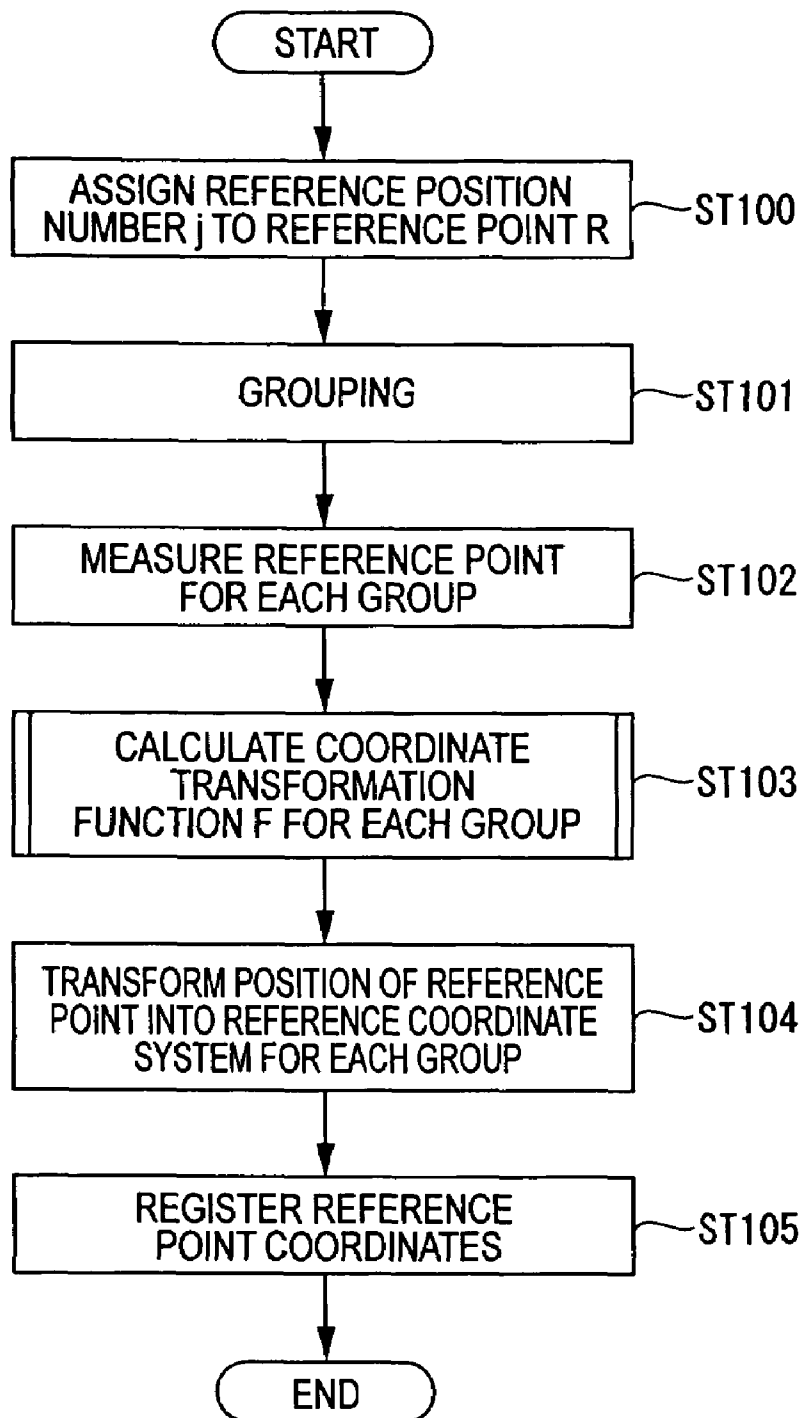 START
ASSIGN REFERENCE POSITION
NUMBER j TO REFERENCE POINT R
ST100
GROUPING
ST101
MEASURE REFERENCE POINT
FOR EACH GROUP
ST102
CALCULATE COORDINATE
TRANSFORMATION
FUNCTION F FOR EACH GROUP
ST103
TRANSFORM POSITION OF REFERENCE
POINT INTO REFERENCE COORDINATE
SYSTEM FOR EACH GROUP
ST104
REGISTER REFERENCE
POINT COORDINATES
ST105
END